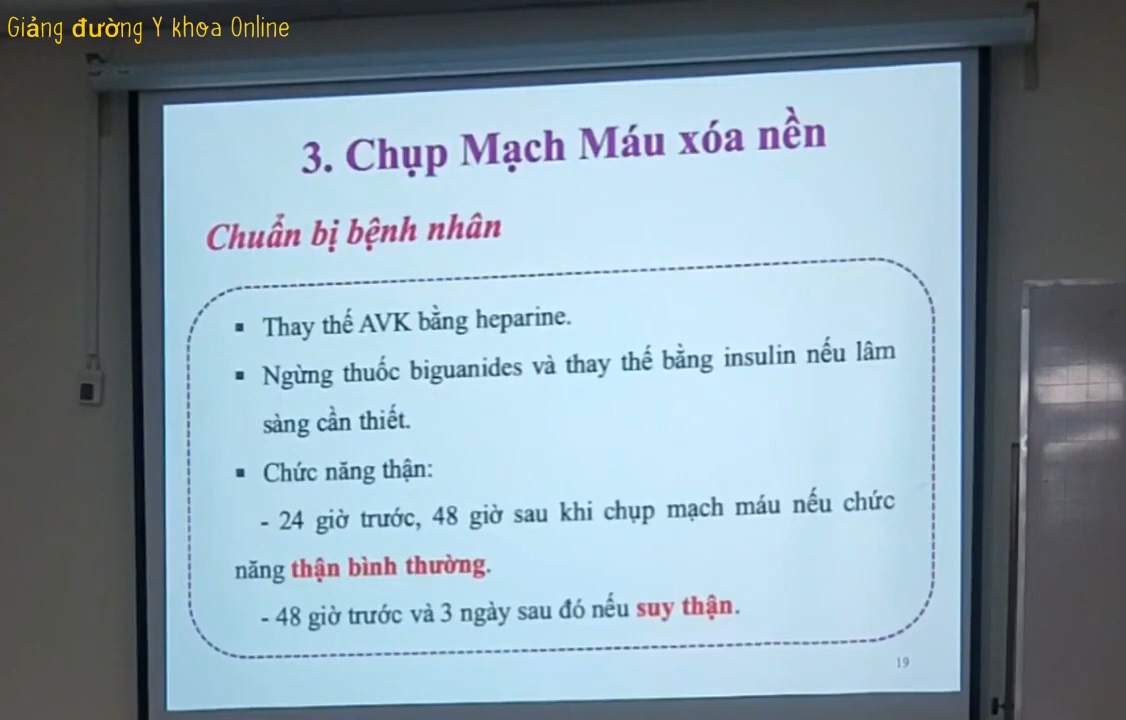 Giảng đường Y khoa Online
3. Chụp Mạch Máu xóa nền
Chuẩn bị bệnh nhân
▪ Thay thế AVK bằng heparine.
▪ Ngừng thuốc biguanides và thay thế bằng insulin nếu lâm
sàng cần thiết.
▪ Chức năng thận:
- 24 giờ trước, 48 giờ sau khi chụp mạch máu nếu chức
năng thận bình thường.
- 48 giờ trước và 3 ngày sau đó nếu suy thận.
19